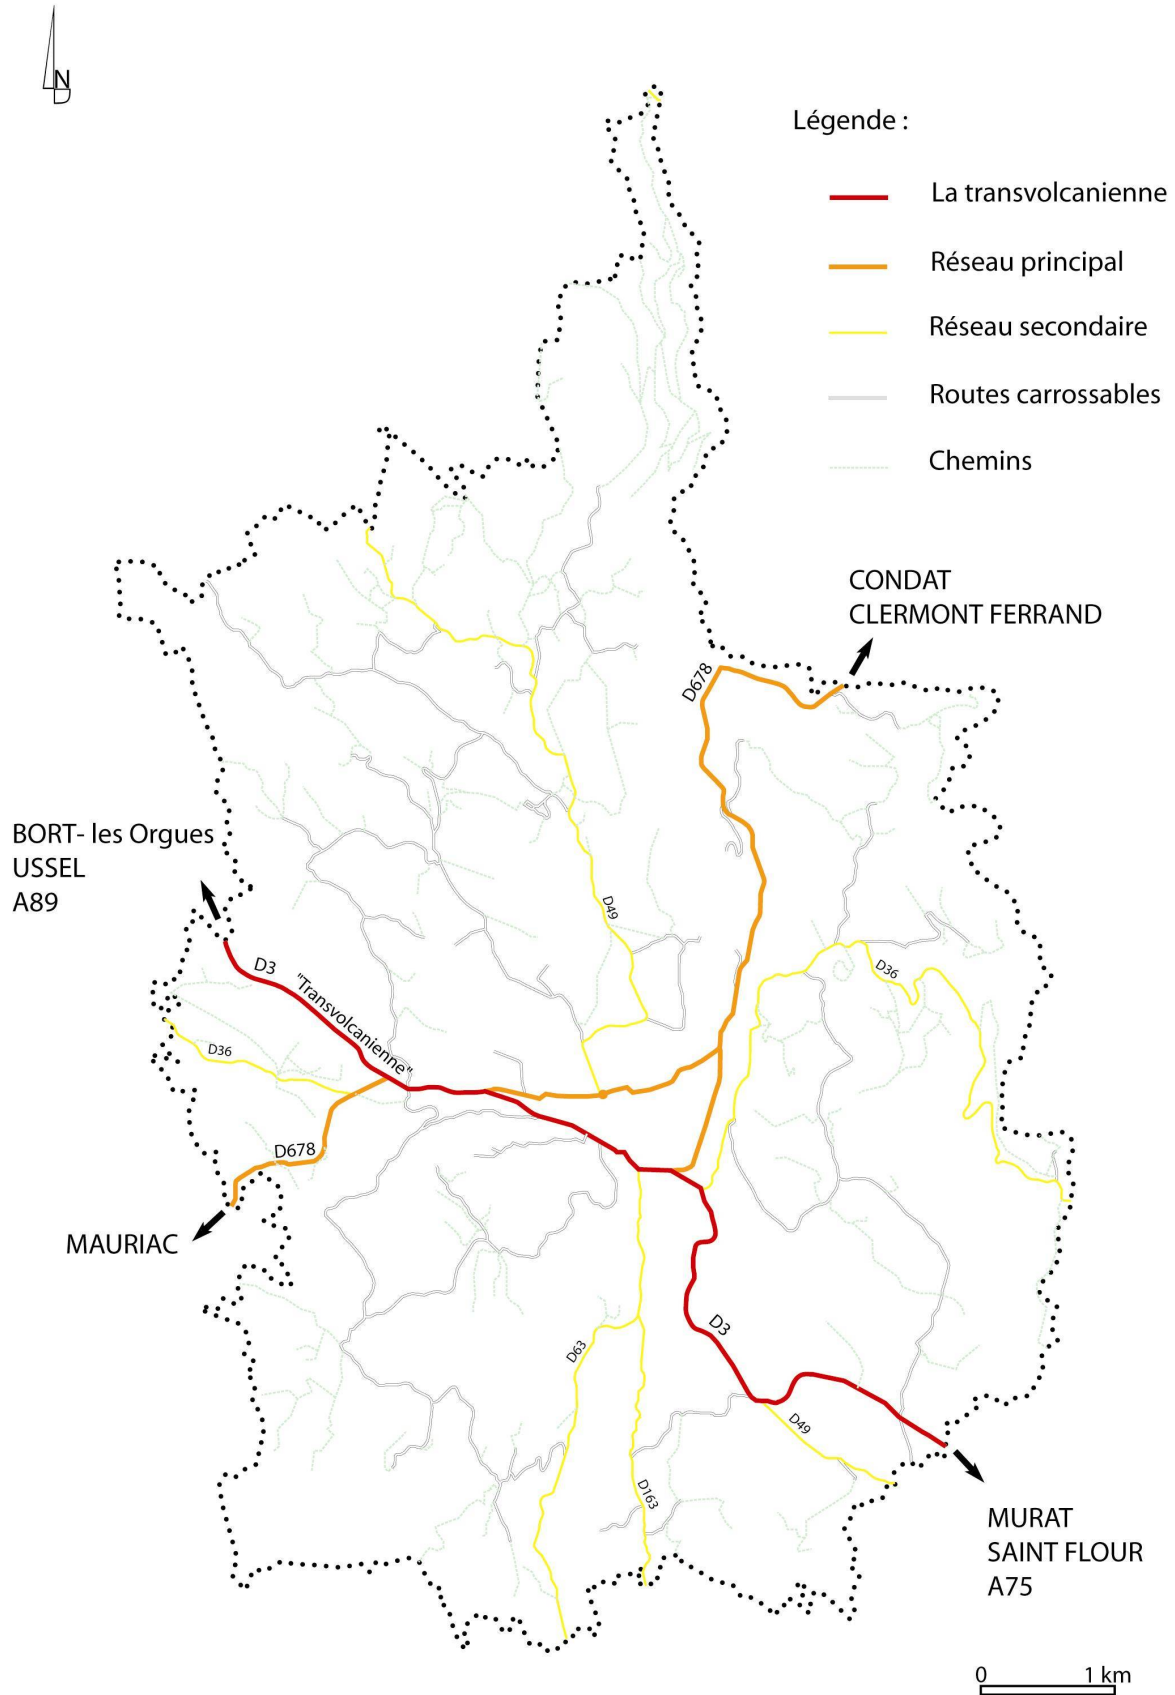 N
Légende :
La transvolcanienne
Réseau principal
Réseau secondaire
Routes carrossables
Chemins
CONDAT
CLERMONT FERRAND
D678
BORT- les Orgues
USSEL
A89
D49
D3
"Transvolcanienne"
D36
D36
D678
MAURIAC
D3
D63
D49
D163
MURAT
SAINT FLOUR
A75
0 1 km